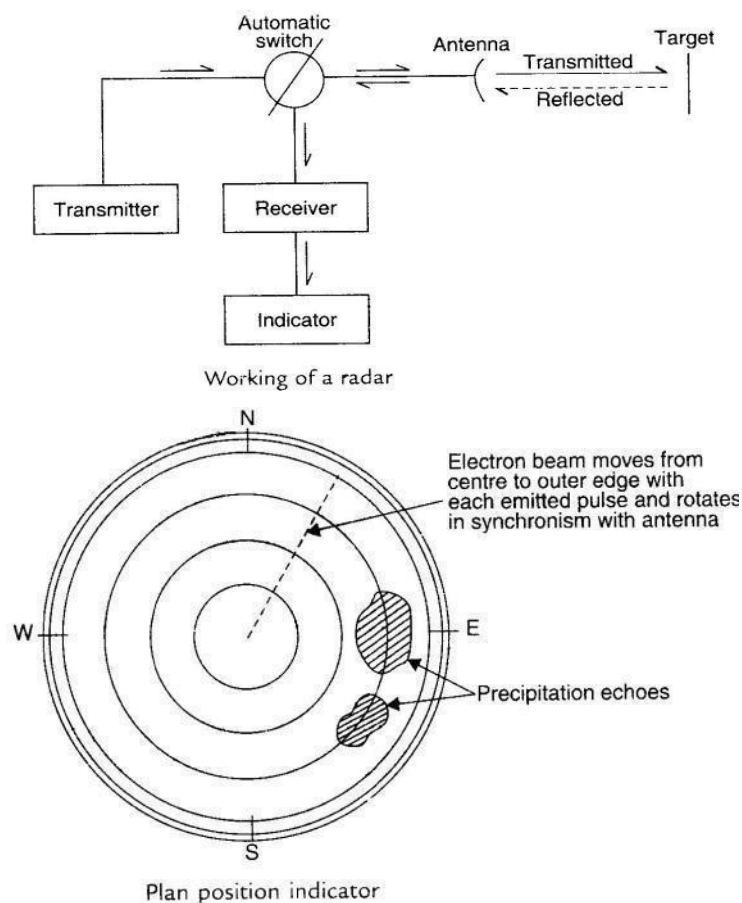 Automatic
switch
Antenna
Target
Transmitted
Reflected
Transmitter
Receiver
Indicator
Working of a radar
N
Electron beam moves from
centre to outer edge with
each emitted pulse and rotates
in synchronism with antenna
W
E
Precipitation echoes
S
Plan position indicator